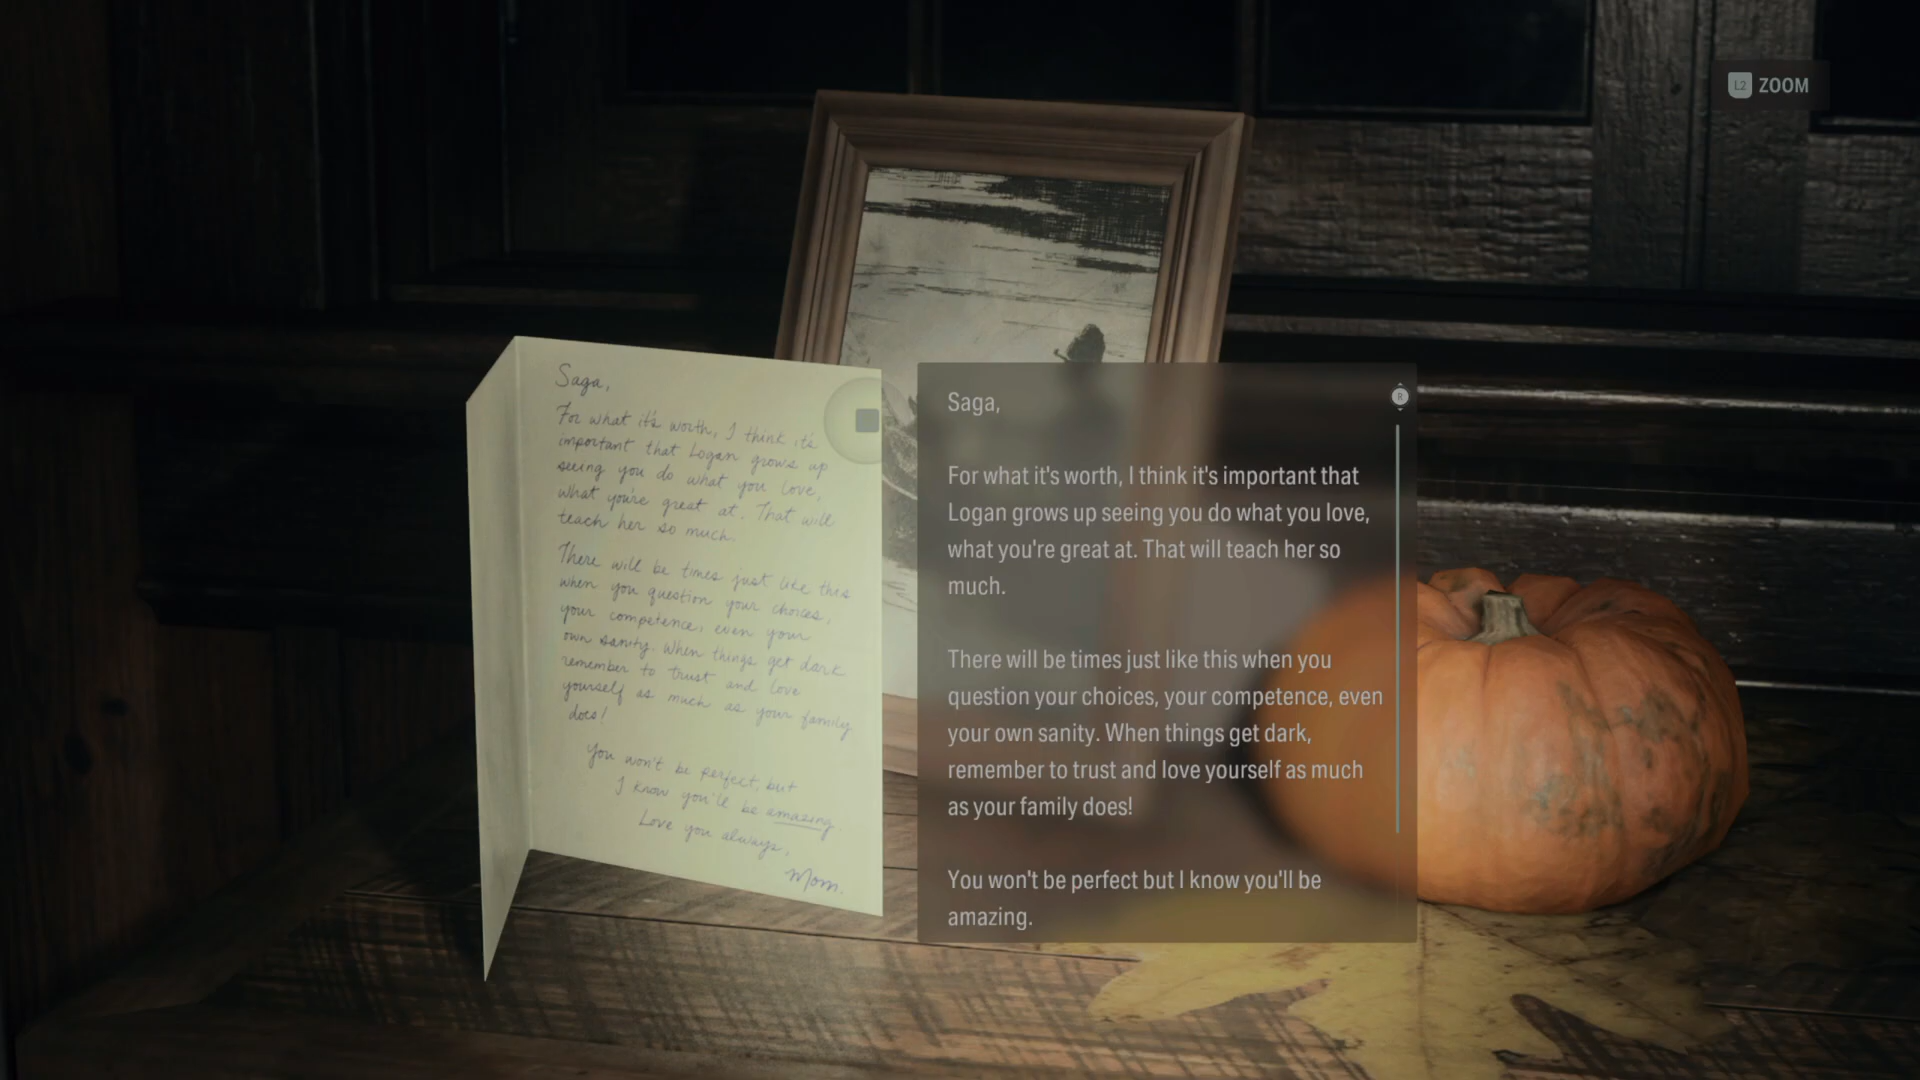 L2 ZOOM
Saga,
For what it's worth, I think it's
important that Logan grows up
seeing you do what you love,
what you're great at. That will
teach her so much.
There will be times just like this
when you question your choices,
your competence, even your
own sanity. When things get dark
remember to trust and love
yourself as much as your family
does!
You won't be perfect, but
I know you'll be amazing.
Love you always,
Mom.
R
Saga,
For what it's worth, I think it's important that
Logan grows up seeing you do what you love,
what you're great at. That will teach her so
much.
There will be times just like this when you
question your choices, your competence, even
your own sanity. When things get dark,
remember to trust and love yourself as much
as your family does!
You won't be perfect but I know you'll be
amazing.